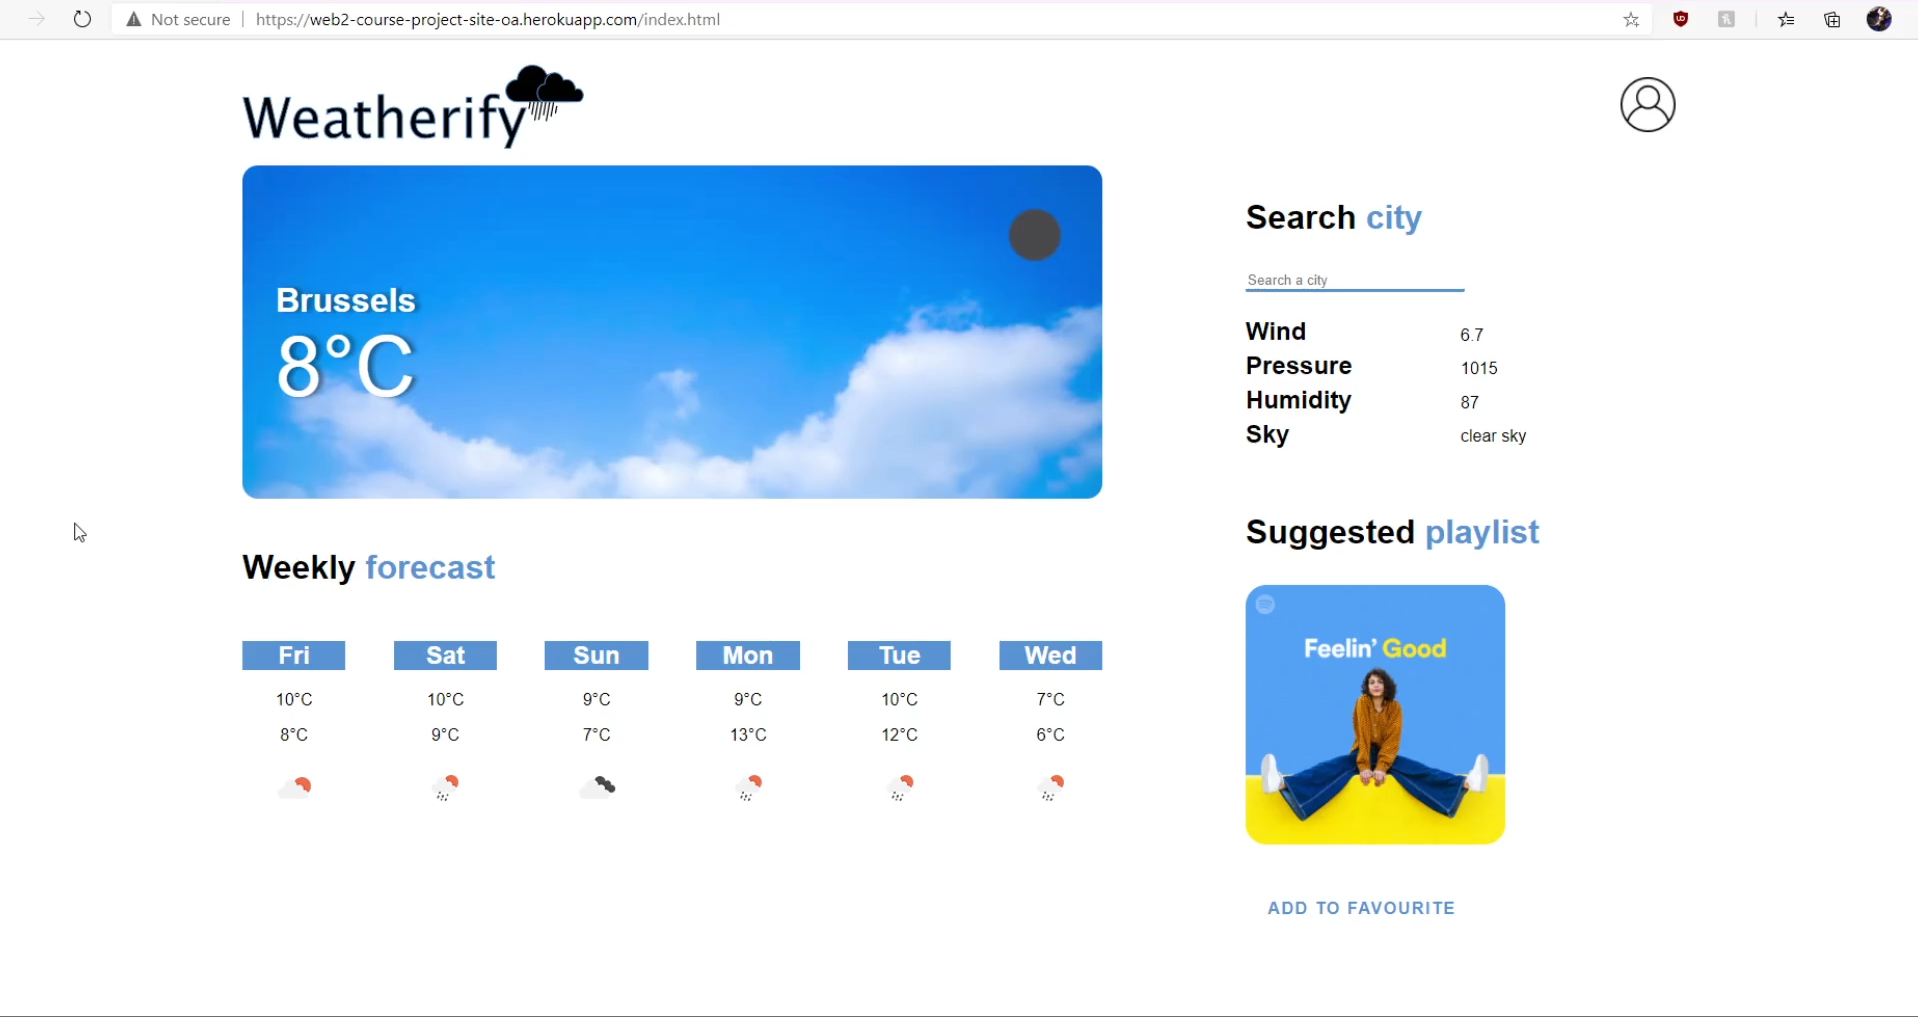 Not secure
https://web2-course-project-site-oa.herokuapp.com/index.html
Weatherify
Brussels
8°C
Search city
Search a city
Wind 6.7
Pressure 1015
Humidity 87
Sky clear sky
Weekly forecast
Fri Sat Sun Mon Tue Wed
10°C 10°C 9°C 9°C 10°C 7°C
8°C 9°C 7°C 13°C 12°C 6°C
Suggested playlist
Feelin' Good
ADD TO FAVOURITE